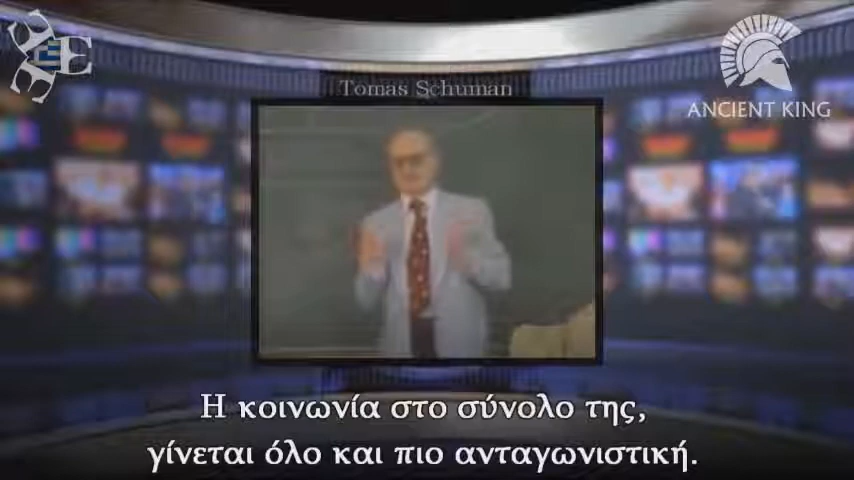 Tomas Schuman
ANCIENT KING
Η κοινωνία στο σύνολο της,
γίνεται όλο και πιο ανταγωνιστική.